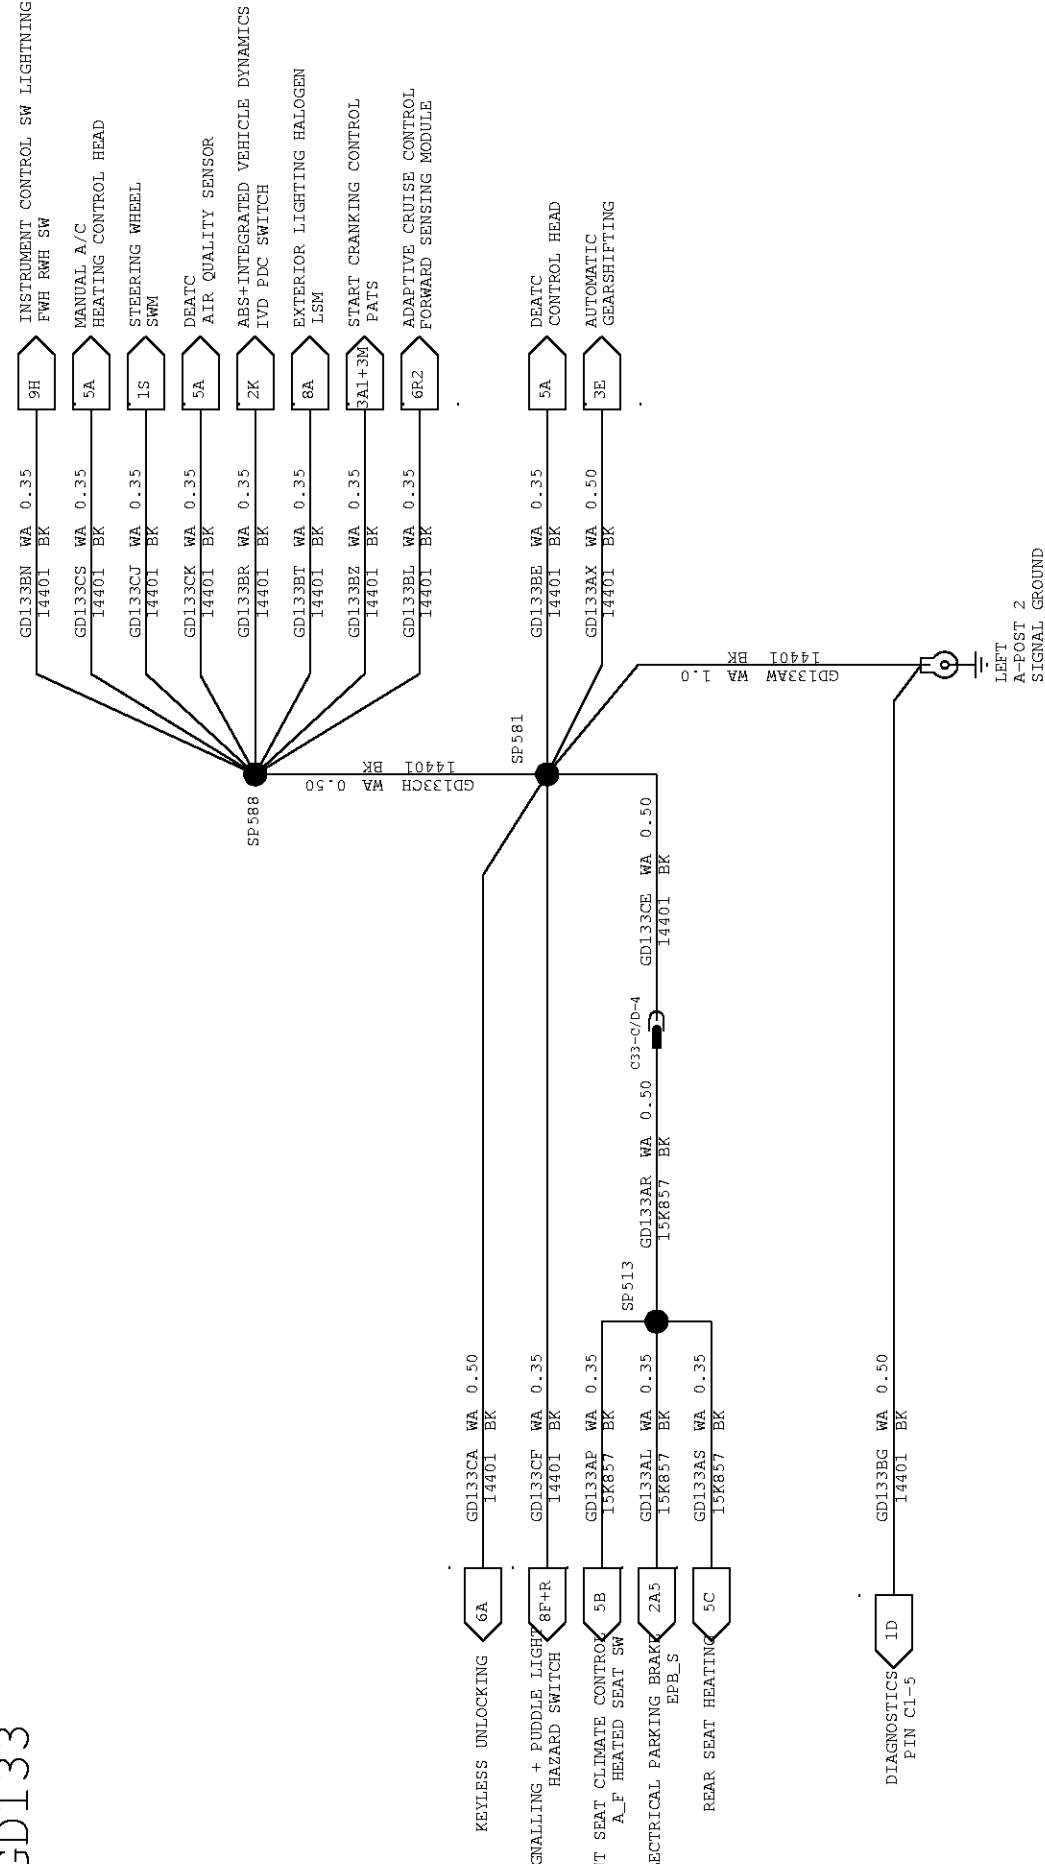 GD133
INSTRUMENT CONTROL SW LIGHTNING
FWH RWH SW
9H
GD133BN WA 0.35
14401 BK
MANUAL A/C
HEATING CONTROL HEAD
5A
GD133CS WA 0.35
14401 BK
STEERING WHEEL
SWM
1S
GD133CJ WA 0.35
14401 BK
DEATC
AIR QUALITY SENSOR
5A
GD133CK WA 0.35
14401 BK
ABS+INTEGRATED VEHICLE DYNAMICS
IVD PDC SWITCH
2K
GD133BR WA 0.35
14401 BK
EXTERIOR LIGHTING HALOGEN
LSM
8A
GD133BT WA 0.35
14401 BK
START CRANKING CONTROL
PATS
3A1+3M
GD133BZ WA 0.35
14401 BK
ADAPTIVE CRUISE CONTROL
FORWARD SENSING MODULE
6R2
GD133BL WA 0.35
14401 BK
SP588
GD133CH WA 0.50
14401 BK
SP581
DEATC
CONTROL HEAD
5A
GD133BE WA 0.35
14401 BK
AUTOMATIC
GEARSHIFTING
3E
GD133AX WA 0.50
14401 BK
GD133AW WA 1.0
14401 BK
LEFT
A-POST 2
SIGNAL GROUND
GD133CE WA 0.50
14401 BK
C33-C/D-4
GD133AR WA 0.50
15K857 BK
SP513
GD133CA WA 0.50
14401 BK
6A
KEYLESS UNLOCKING
GD133CF WA 0.35
14401 BK
8F+R
GNALLING + PUDDLE LIGHT
HAZARD SWITCH
GD133AP WA 0.35
15K857 BK
5B
NT SEAT CLIMATE CONTROL
A_F HEATED SEAT SW
GD133AL WA 0.35
15K857 BK
2A5
LECTRICAL PARKING BRAKE
EPB_S
GD133AS WA 0.35
15K857 BK
5C
REAR SEAT HEATING
GD133BG WA 0.50
14401 BK
1D
DIAGNOSTICS
PIN C1-5